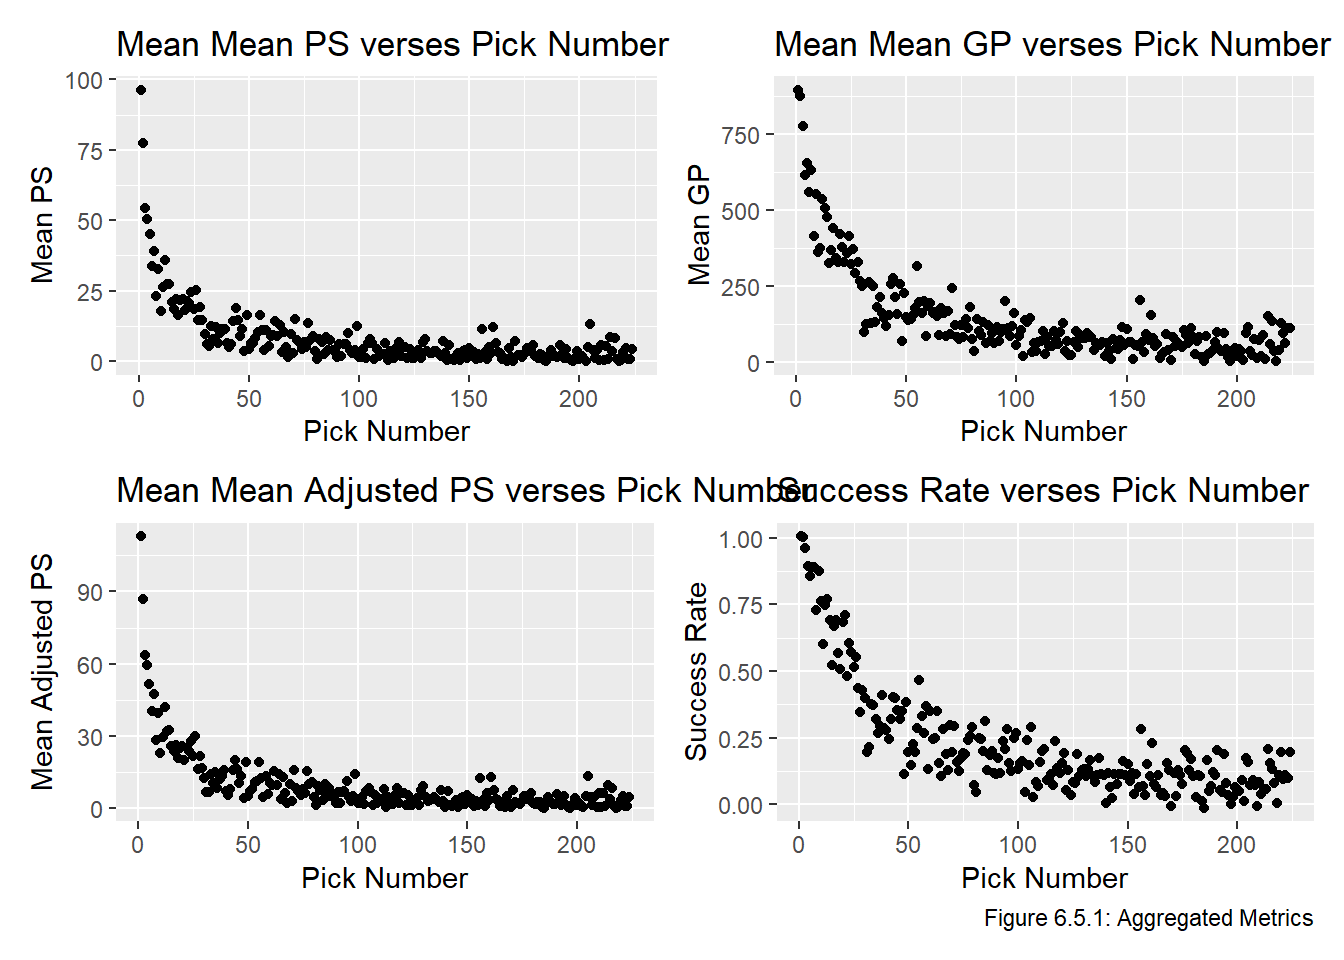 Mean Mean PS verses Pick Number
Mean PS
100
75
50
25
0
0 50 100 150 200
Pick Number
Mean Mean GP verses Pick Number
Mean GP
750
500
250
0
0 50 100 150 200
Pick Number
Mean Mean Adjusted PS verses Pick Number
Mean Adjusted PS
90
60
30
0
0 50 100 150 200
Pick Number
Success Rate verses Pick Number
Success Rate
1.00
0.75
0.50
0.25
0.00
0 50 100 150 200
Pick Number
Figure 6.5.1: Aggregated Metrics